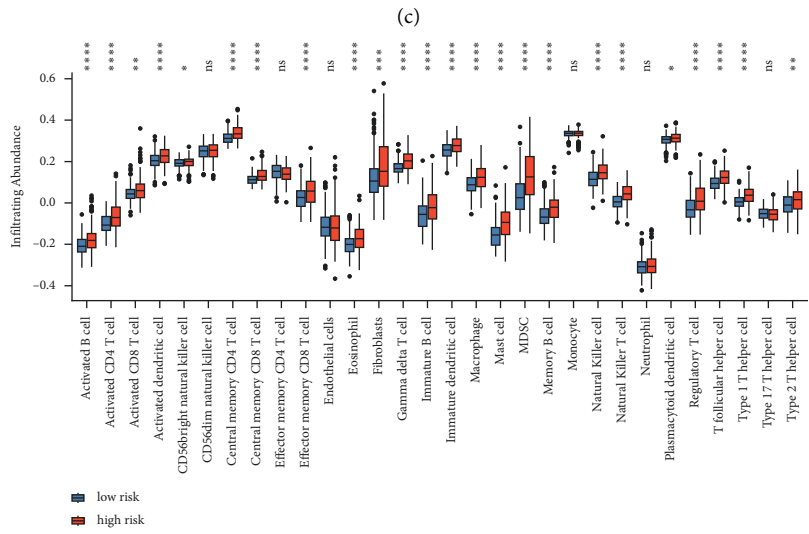 (c)
****
****
**
****
*
ns
****
****
ns
****
ns
****
***
****
****
****
****
****
****
****
ns
****
****
ns
*
****
****
****
ns
**
Infiltrating Abundance
0.6
0.4
0.2
0.0
−0.2
−0.4
Activated B cell
Activated CD4 T cell
Activated CD8 T cell
Activated dendritic cell
CD56bright natural killer cell
CD56dim natural killer cell
Central memory CD4 T cell
Central memory CD8 T cell
Effector memory CD4 T cell
Effector memory CD8 T cell
Endothelial cells
Eosinophil
Fibroblasts
Gamma delta T cell
Immature B cell
Immature dendritic cell
Macrophage
Mast cell
MDSC
Memory B cell
Monocyte
Natural Killer cell
Natural Killer T cell
Neutrophil
Plasmacytoid dendritic cell
Regulatory T cell
T follicular helper cell
Type 1 T helper cell
Type 17 T helper cell
Type 2 T helper cell
low risk
high risk